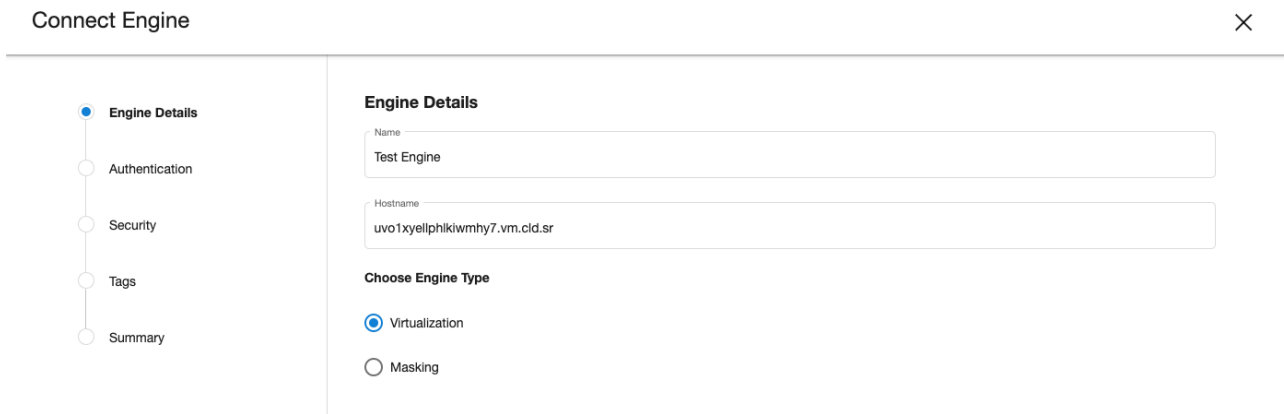 Connect Engine
Engine Details
Authentication
Security
Tags
Summary
Engine Details
Name
Test Engine
Hostname
uvo1xyellphlkiwmhy7.vm.cld.sr
Choose Engine Type
Virtualization
Masking